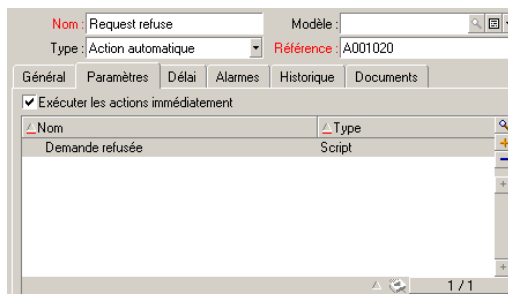 Nom : Request refuse Modèle :
Type : Action automatique Référence : A001020
Général Paramètres Délai Alarmes Historique Documents
Exécuter les actions immédiatement
Nom Type
Demande refusée Script
1 / 1